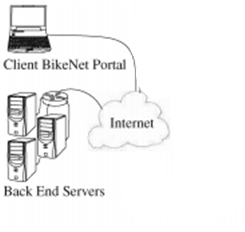 Client BikeNet Portal
Internet
Back End Servers